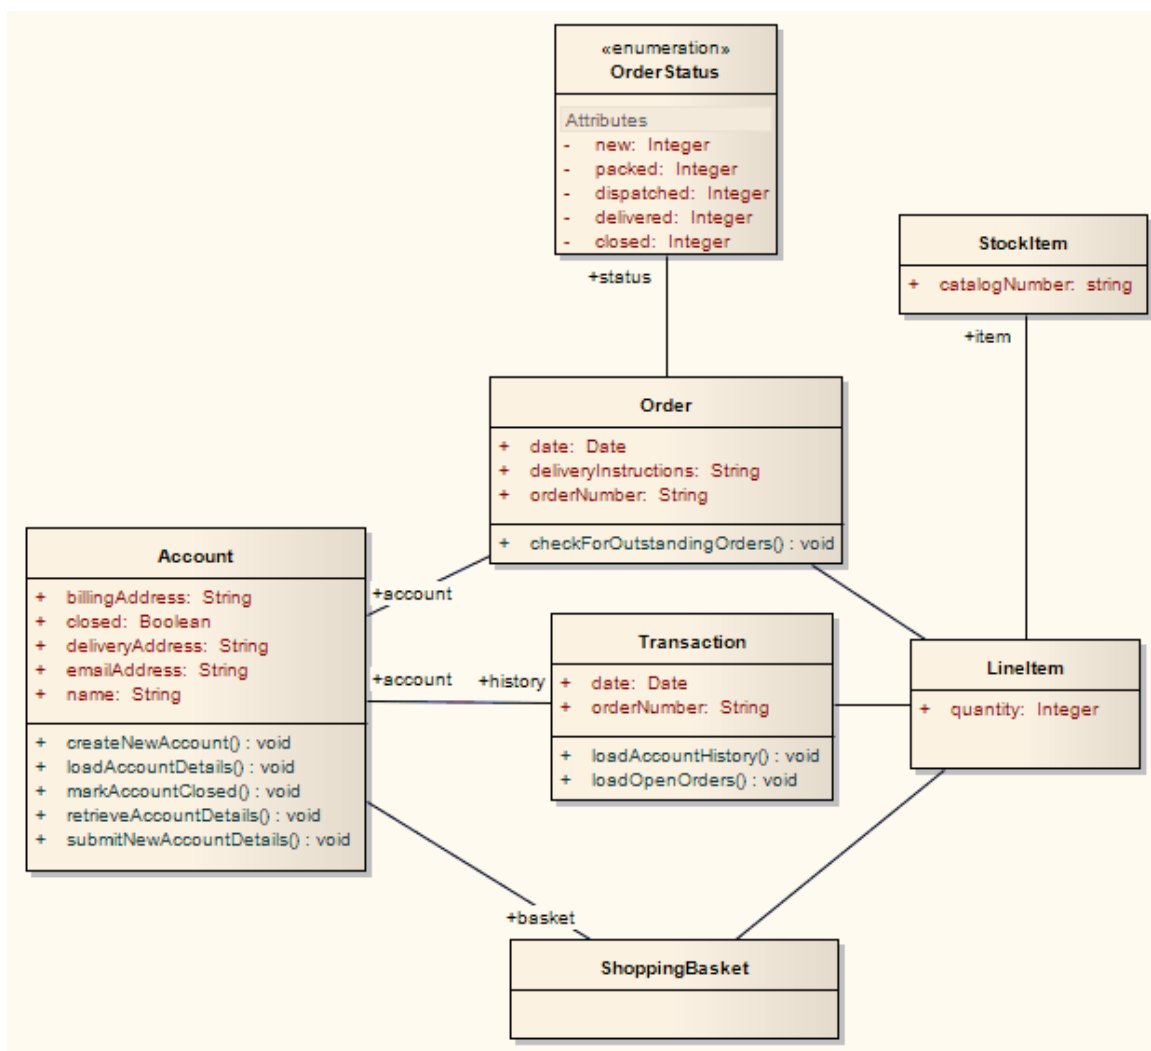 «enumeration»
OrderStatus
Attributes
- new: Integer
- packed: Integer
- dispatched: Integer
- delivered: Integer
- closed: Integer
+status
StockItem
+ catalogNumber: string
+item
Order
+ date: Date
+ deliveryInstructions: String
+ orderNumber: String
+ checkForOutstandingOrders() : void
Account
+ billingAddress: String
+ closed: Boolean
+ deliveryAddress: String
+ emailAddress: String
+ name: String
+ createNewAccount() : void
+ loadAccountDetails() : void
+ markAccountClosed() : void
+ retrieveAccountDetails() : void
+ submitNewAccountDetails() : void
+account
+account
+history
Transaction
+ date: Date
+ orderNumber: String
+ loadAccountHistory() : void
+ loadOpenOrders() : void
LineItem
+ quantity: Integer
+basket
ShoppingBasket